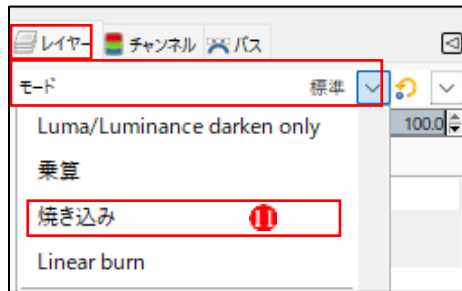 レイヤー チャンネル パス
モード 標準
Luma/Luminance darken only 100.0
乗算
焼き込み 11
Linear burn